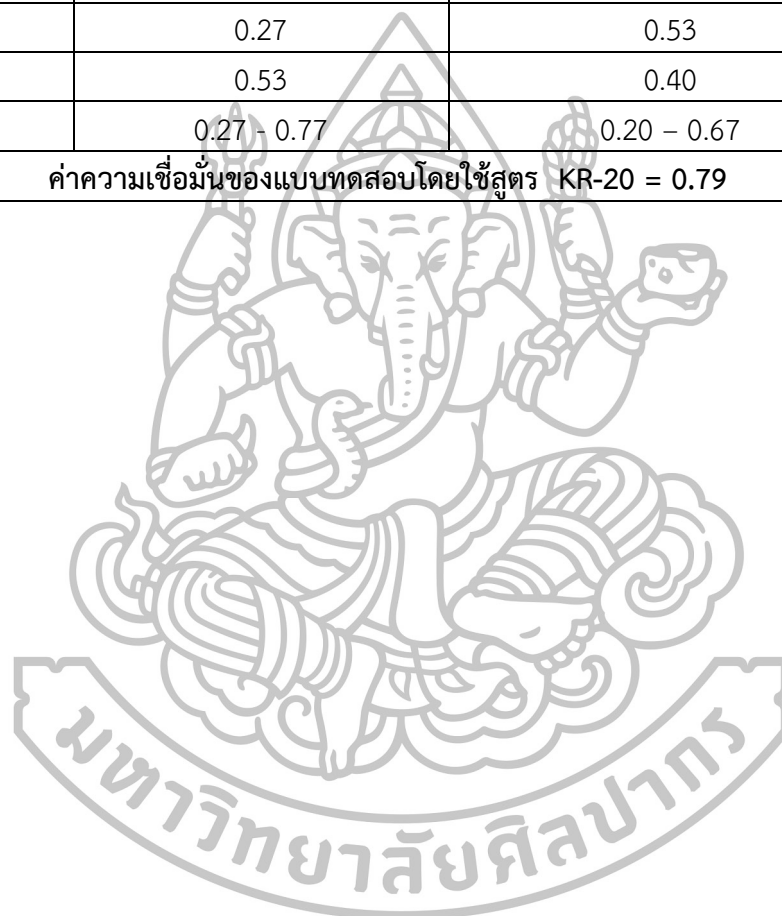 0.27 0.53
0.53 0.40
0.27 - 0.77 0.20 – 0.67
ค่าความเชื่อมั่นของแบบทดสอบโดยใช้สูตร KR-20 = 0.79
มหาวิทยาลัยศิลปากร